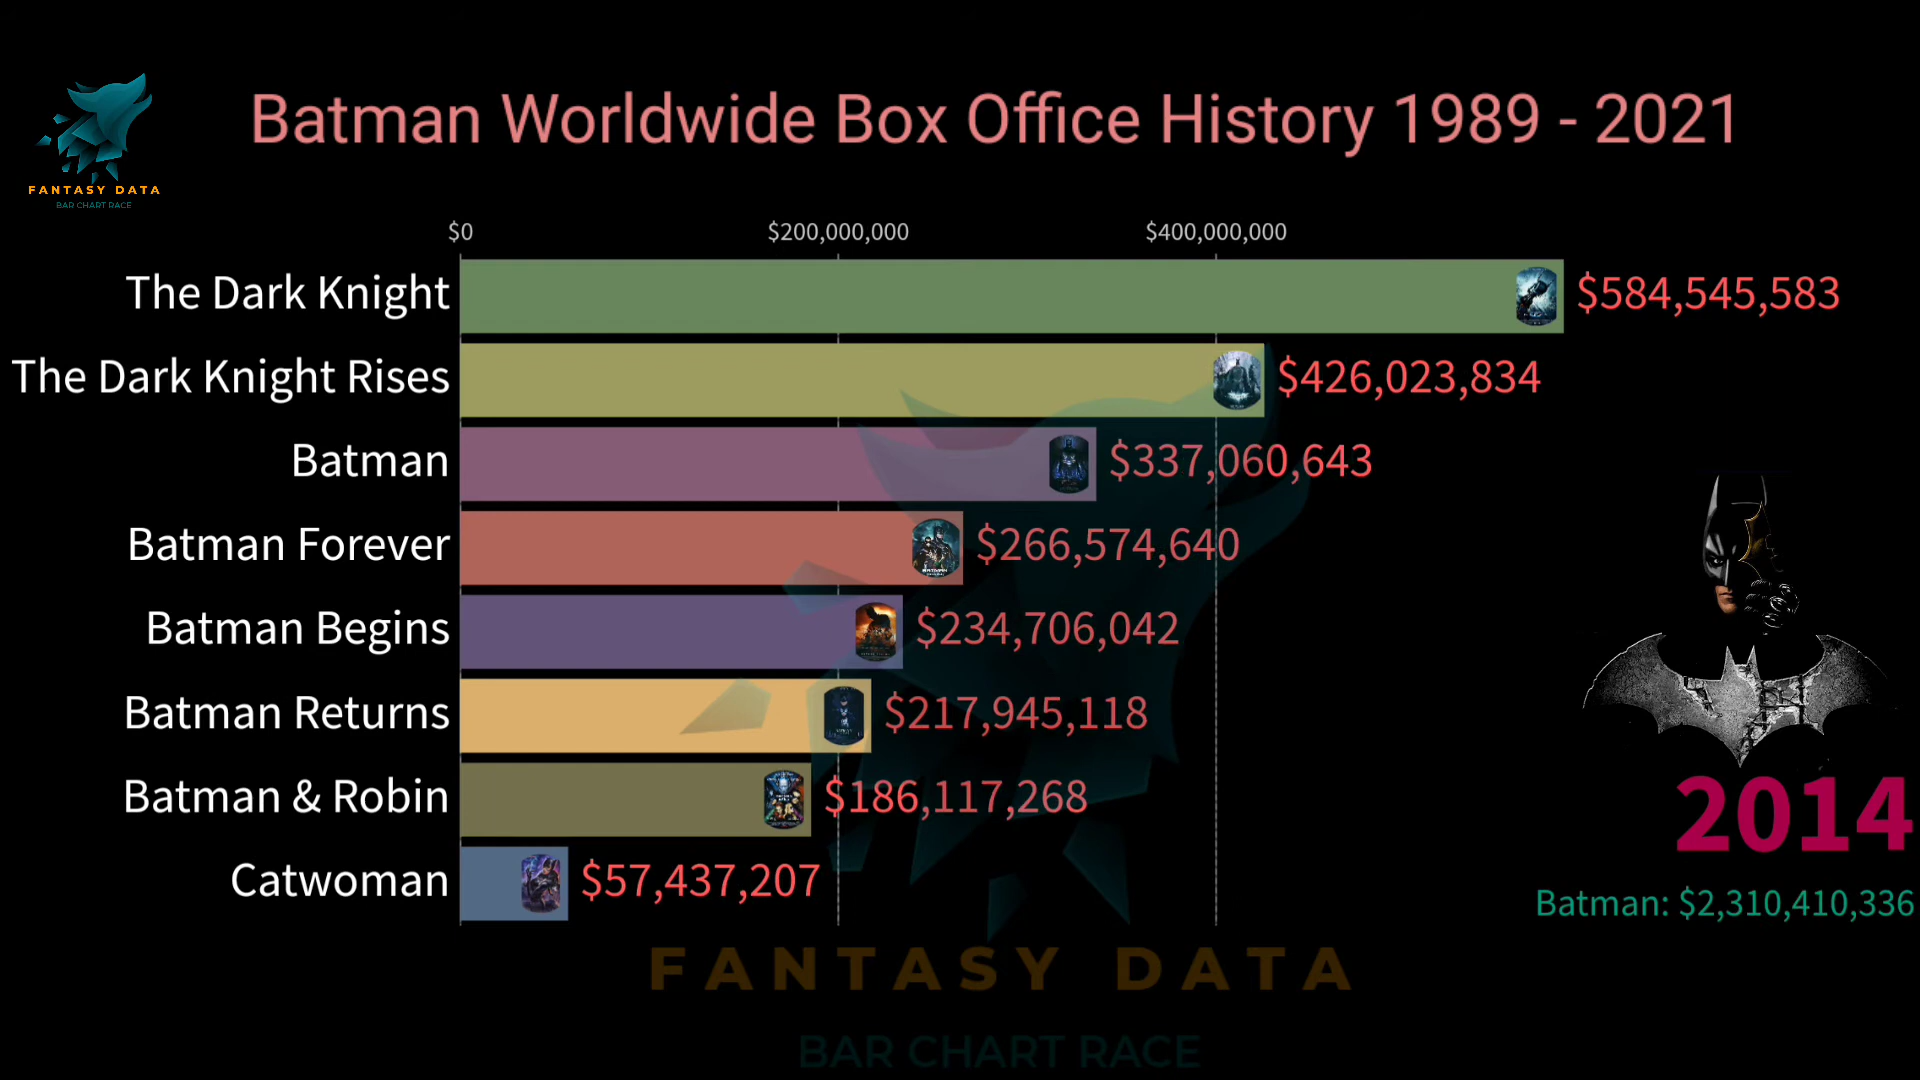 Batman Worldwide Box Office History 1989 - 2021
FANTASY DATA
BAR CHART RACE
$0 $200,000,000 $400,000,000
The Dark Knight $584,545,583
The Dark Knight Rises $426,023,834
Batman $337,060,643
Batman Forever $266,574,640
Batman Begins $234,706,042
Batman Returns $217,945,118
Batman & Robin $186,117,268
Catwoman $57,437,207
2014
Batman: $2,310,410,336
FANTASY DATA
BAR CHART RACE